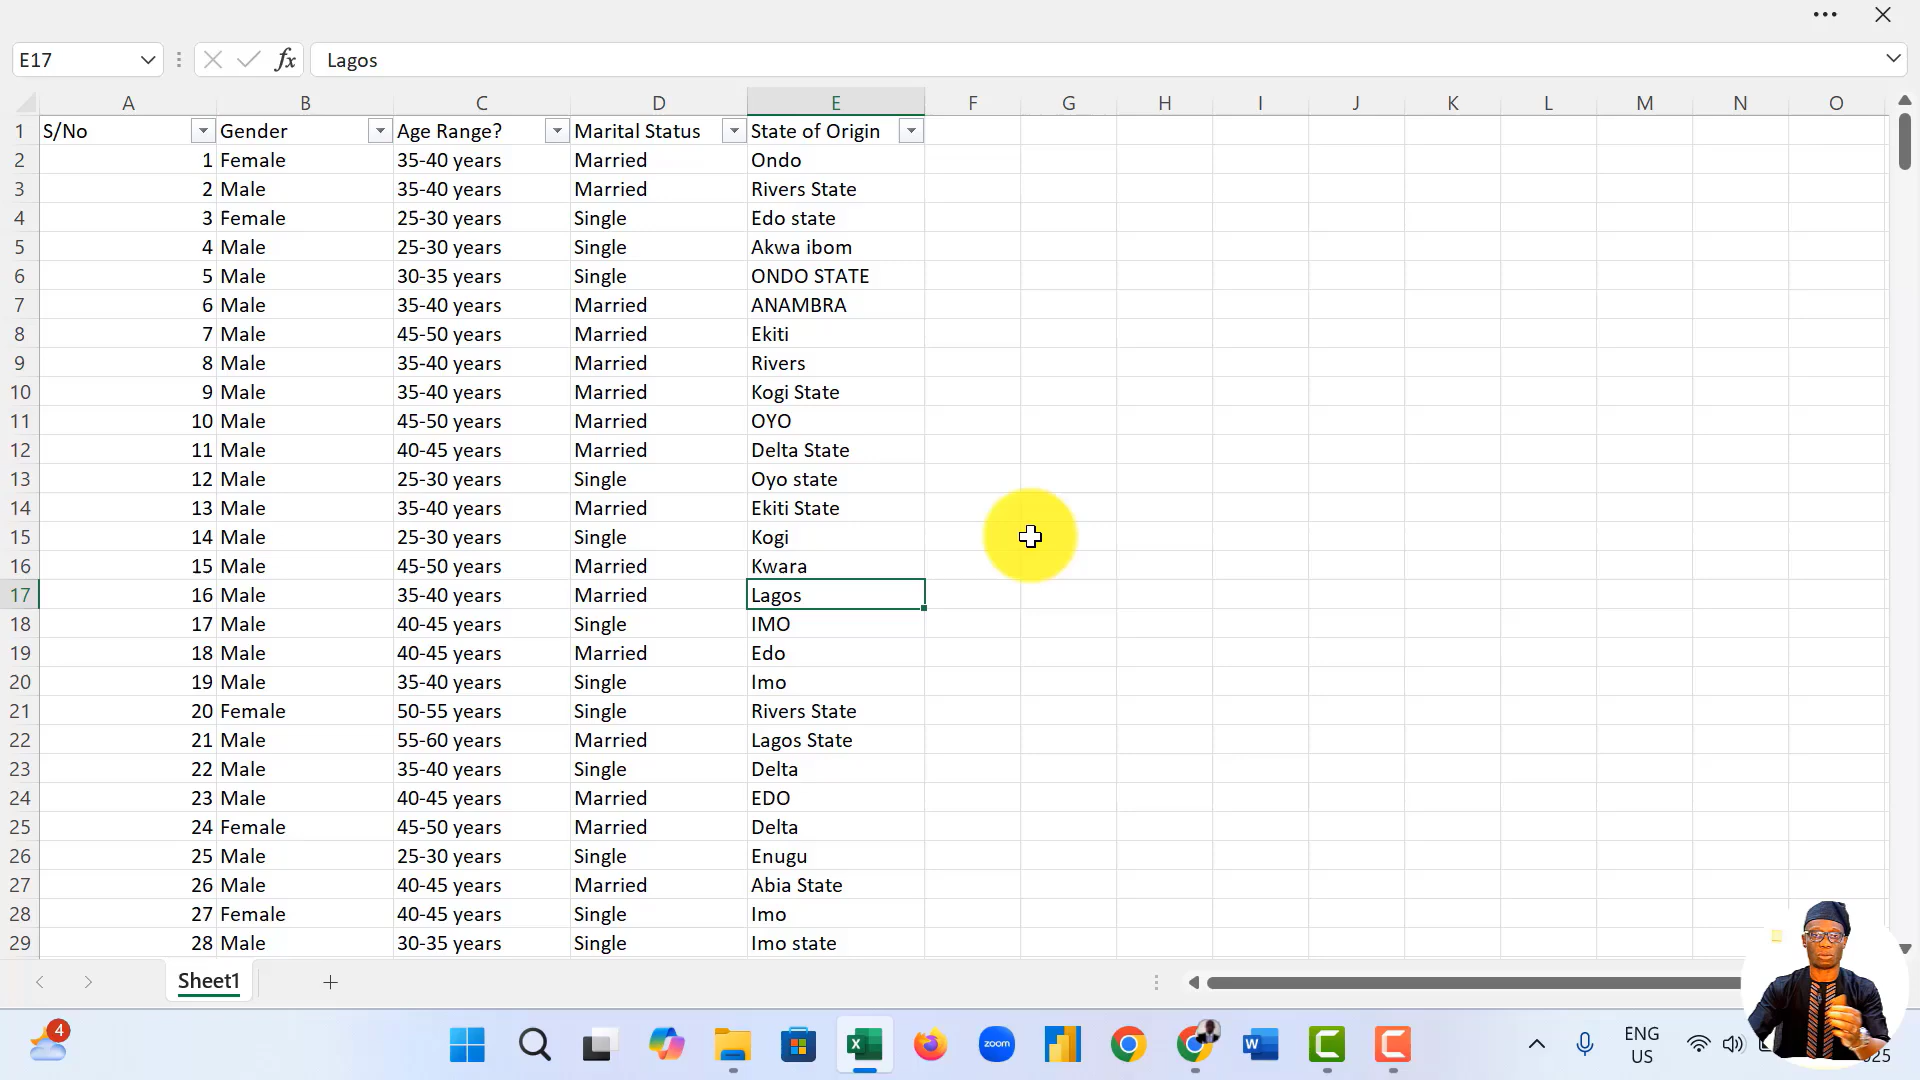 E17 fx Lagos
A B C D E F G H I J K L M N O
1 S/No Gender Age Range? Marital Status State of Origin
2 1 Female 35-40 years Married Ondo
3 2 Male 35-40 years Married Rivers State
4 3 Female 25-30 years Single Edo state
5 4 Male 25-30 years Single Akwa ibom
6 5 Male 30-35 years Single ONDO STATE
7 6 Male 35-40 years Married ANAMBRA
8 7 Male 45-50 years Married Ekiti
9 8 Male 35-40 years Married Rivers
10 9 Male 35-40 years Married Kogi State
11 10 Male 45-50 years Married OYO
12 11 Male 40-45 years Married Delta State
13 12 Male 25-30 years Single Oyo state
14 13 Male 35-40 years Married Ekiti State
15 14 Male 25-30 years Single Kogi
16 15 Male 45-50 years Married Kwara
17 16 Male 35-40 years Married Lagos
18 17 Male 40-45 years Single IMO
19 18 Male 40-45 years Married Edo
20 19 Male 35-40 years Single Imo
21 20 Female 50-55 years Single Rivers State
22 21 Male 55-60 years Married Lagos State
23 22 Male 35-40 years Single Delta
24 23 Male 40-45 years Married EDO
25 24 Female 45-50 years Married Delta
26 25 Male 25-30 years Single Enugu
27 26 Male 40-45 years Married Abia State
28 27 Female 40-45 years Single Imo
29 28 Male 30-35 years Single Imo state
Sheet1
4 zoom ENG
US